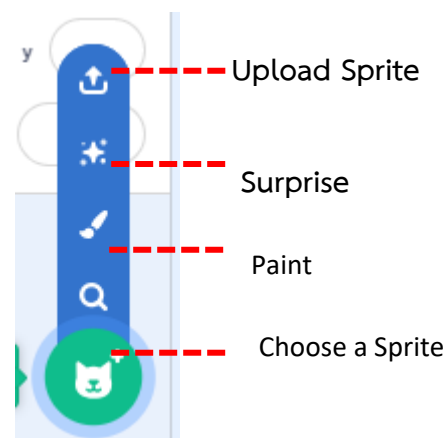 y
Upload Sprite
Surprise
Paint
Choose a Sprite